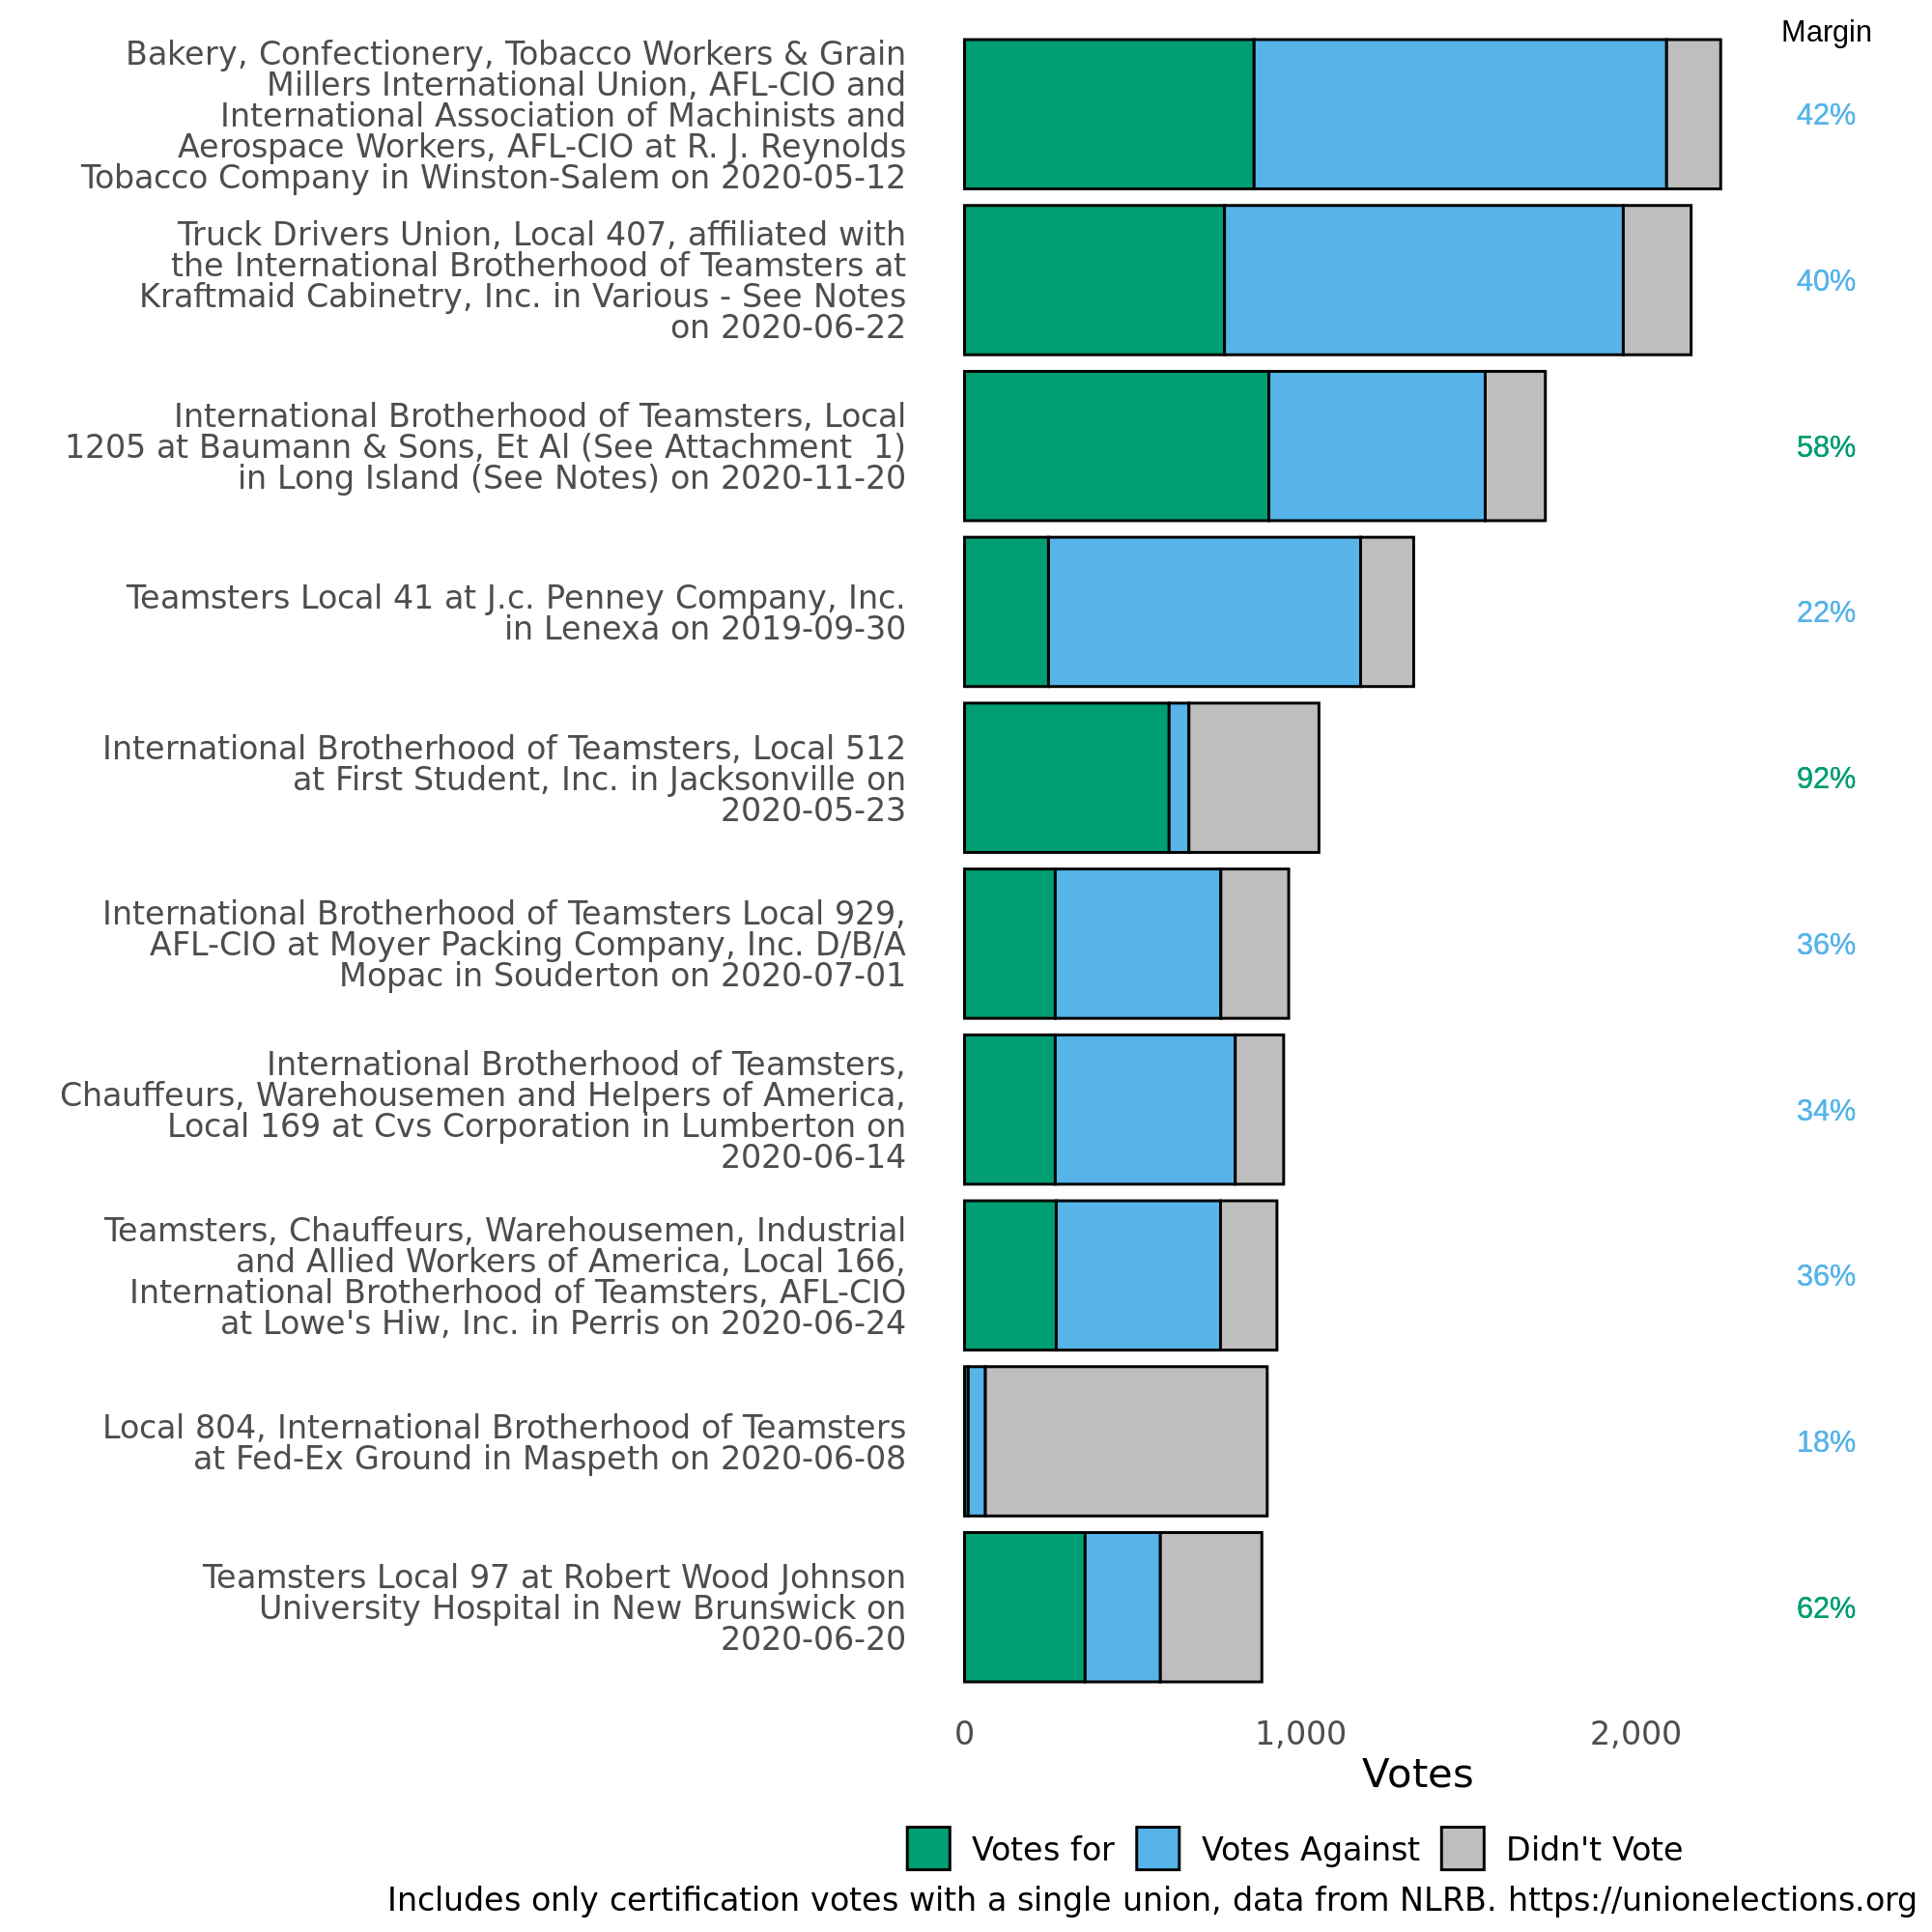 Margin
Bakery, Confectionery, Tobacco Workers & Grain
Millers International Union, AFL-CIO and
International Association of Machinists and
Aerospace Workers, AFL-CIO at R. J. Reynolds
Tobacco Company in Winston-Salem on 2020-05-12
42%
Truck Drivers Union, Local 407, affiliated with
the International Brotherhood of Teamsters at
Kraftmaid Cabinetry, Inc. in Various - See Notes
on 2020-06-22
40%
International Brotherhood of Teamsters, Local
1205 at Baumann & Sons, Et Al (See Attachment  1)
in Long Island (See Notes) on 2020-11-20
58%
Teamsters Local 41 at J.c. Penney Company, Inc.
in Lenexa on 2019-09-30
22%
International Brotherhood of Teamsters, Local 512
at First Student, Inc. in Jacksonville on
2020-05-23
92%
International Brotherhood of Teamsters Local 929,
AFL-CIO at Moyer Packing Company, Inc. D/B/A
Mopac in Souderton on 2020-07-01
36%
International Brotherhood of Teamsters,
Chauffeurs, Warehousemen and Helpers of America,
Local 169 at Cvs Corporation in Lumberton on
2020-06-14
34%
Teamsters, Chauffeurs, Warehousemen, Industrial
and Allied Workers of America, Local 166,
International Brotherhood of Teamsters, AFL-CIO
at Lowe's Hiw, Inc. in Perris on 2020-06-24
36%
Local 804, International Brotherhood of Teamsters
at Fed-Ex Ground in Maspeth on 2020-06-08
18%
Teamsters Local 97 at Robert Wood Johnson
University Hospital in New Brunswick on
2020-06-20
62%
0 1,000 2,000
Votes
Votes for Votes Against Didn't Vote
Includes only certification votes with a single union, data from NLRB. https://unionelections.org